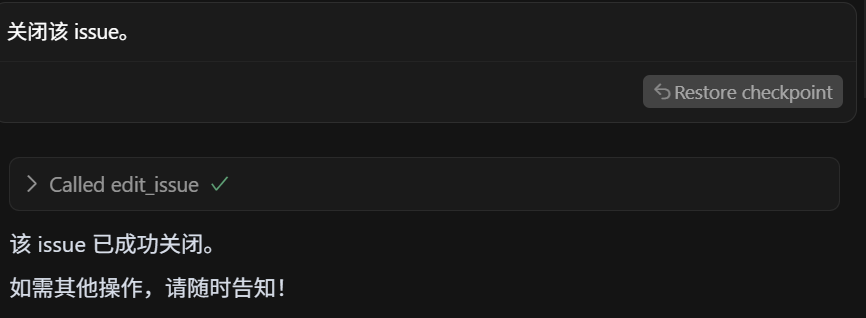 关闭该 issue。
Restore checkpoint
Called edit_issue
该 issue 已成功关闭。
如需其他操作，请随时告知！